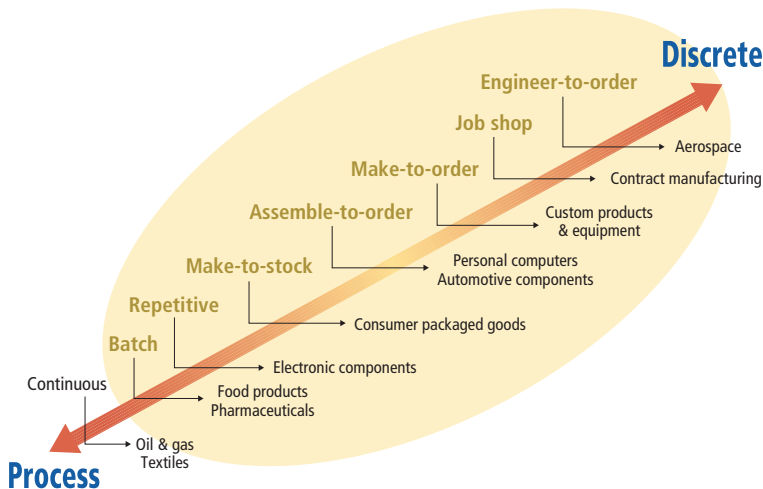 Discrete
Engineer-to-order
Job shop
Aerospace
Make-to-order
Contract manufacturing
Assemble-to-order
Custom products
& equipment
Make-to-stock
Personal computers
Automotive components
Repetitive
Consumer packaged goods
Batch
Electronic components
Continuous
Food products
Pharmaceuticals
Oil & gas
Textiles
Process